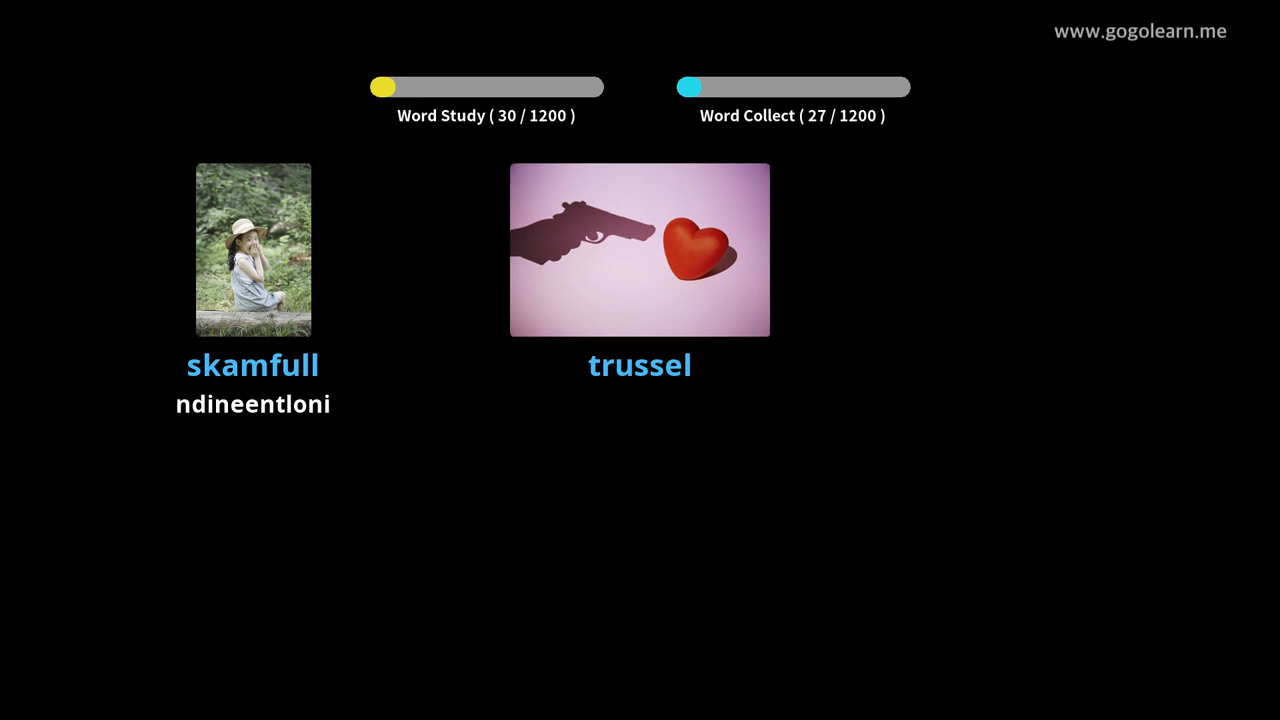 www.gogolearn.me
Word Study ( 30 / 1200 )
Word Collect ( 27 / 1200 )
skamfull
trussel
ndineentloni